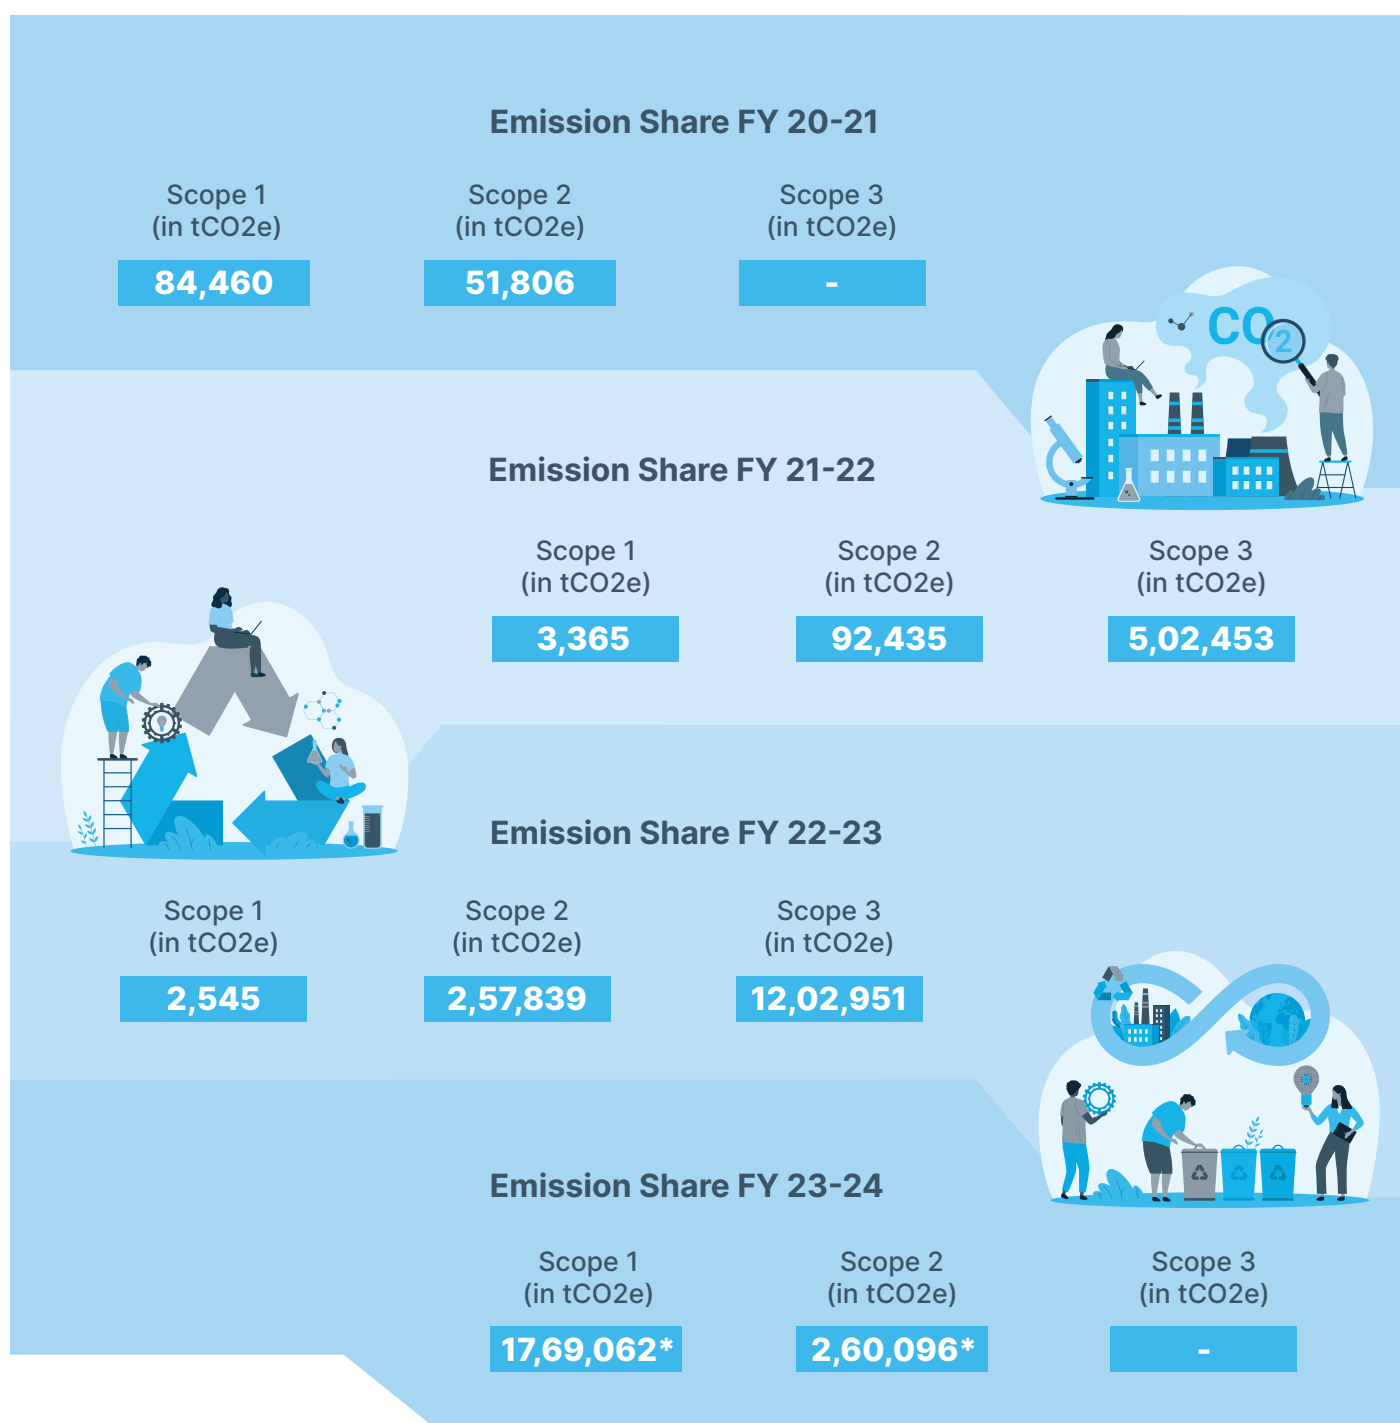 Emission Share FY 20-21
Scope 1
(in tCO2e)
84,460
Scope 2
(in tCO2e)
51,806
Scope 3
(in tCO2e)
-
CO2
Emission Share FY 21-22
Scope 1
(in tCO2e)
3,365
Scope 2
(in tCO2e)
92,435
Scope 3
(in tCO2e)
5,02,453
Emission Share FY 22-23
Scope 1
(in tCO2e)
2,545
Scope 2
(in tCO2e)
2,57,839
Scope 3
(in tCO2e)
12,02,951
Emission Share FY 23-24
Scope 1
(in tCO2e)
17,69,062*
Scope 2
(in tCO2e)
2,60,096*
Scope 3
(in tCO2e)
-